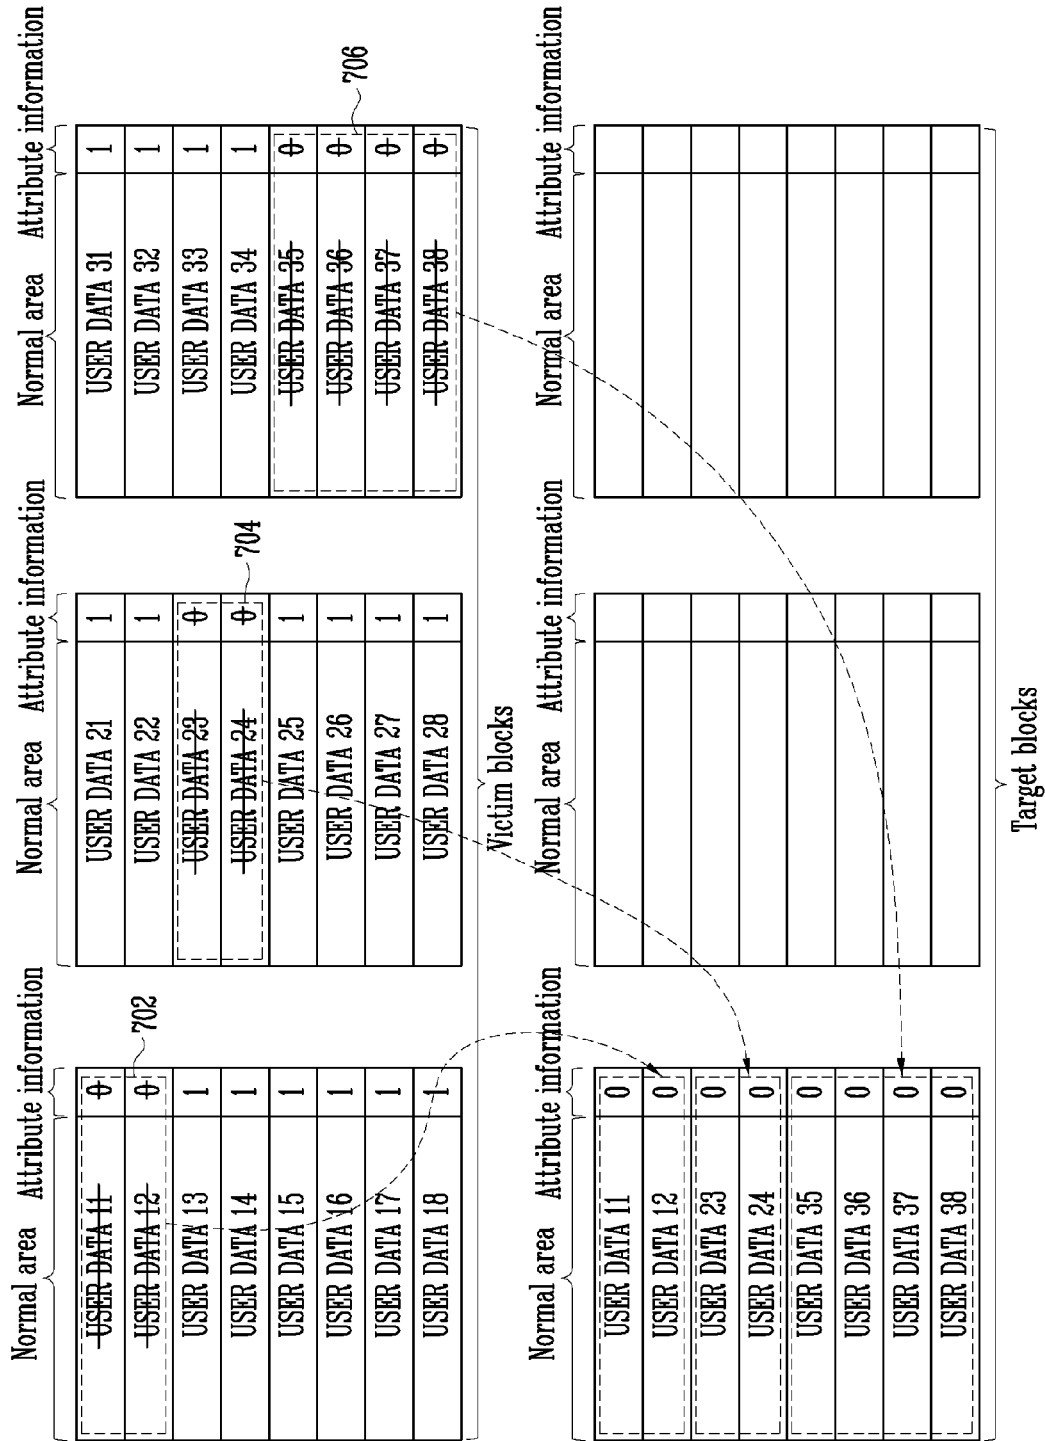 Normal area Attribute information
USER DATA 11 0
USER DATA 12 0
USER DATA 13 1
USER DATA 14 1
USER DATA 15 1
USER DATA 16 1
USER DATA 17 1
USER DATA 18 1
702
Normal area Attribute information
USER DATA 21 1
USER DATA 22 1
USER DATA 23 0
USER DATA 24 0
USER DATA 25 1
USER DATA 26 1
USER DATA 27 1
USER DATA 28 1
704
Normal area Attribute information
USER DATA 31 1
USER DATA 32 1
USER DATA 33 1
USER DATA 34 1
USER DATA 35 0
USER DATA 36 0
USER DATA 37 0
USER DATA 38 0
706
Victim blocks
Normal area Attribute information
USER DATA 11 0
USER DATA 12 0
USER DATA 23 0
USER DATA 24 0
USER DATA 35 0
USER DATA 36 0
USER DATA 37 0
USER DATA 38 0
Normal area Attribute information
Normal area Attribute information
Target blocks